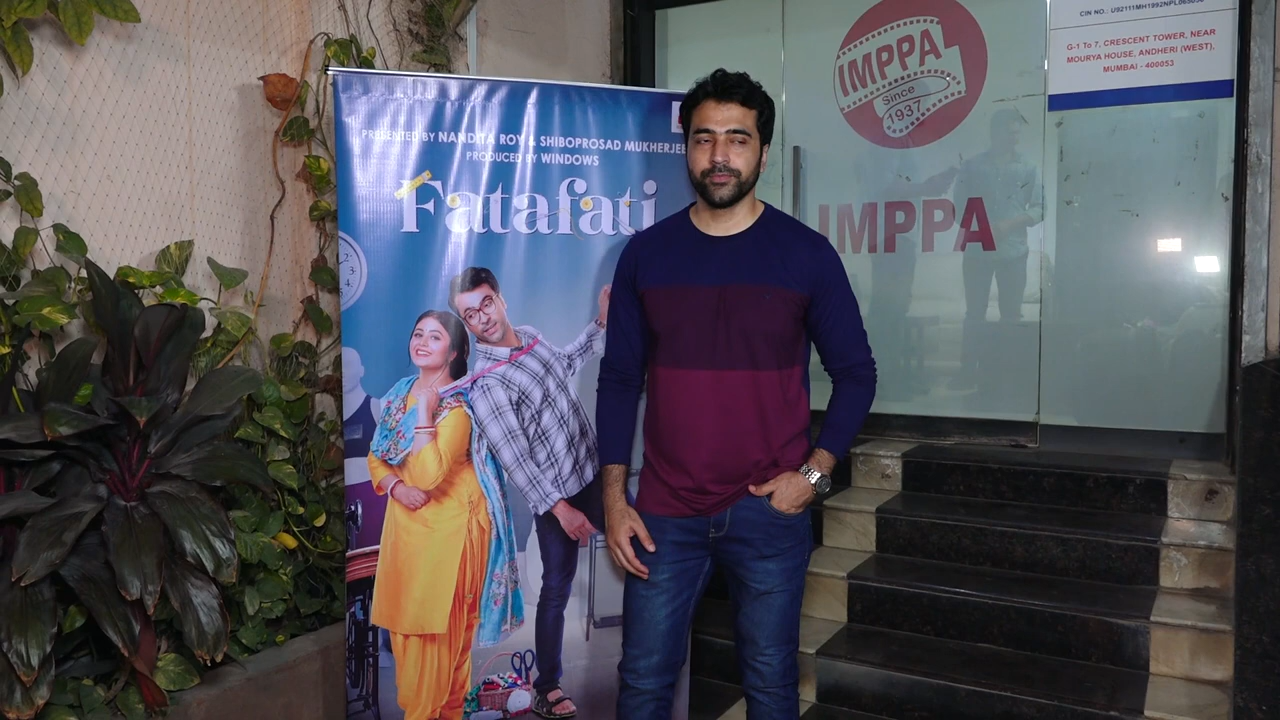 PRESENTED BY NANDITA ROY & SHIBOPROSAD MUKHERJEE
PRODUCED BY WINDOWS
Fatafati
IMPPA
Since
1937
IMPPA
G-1 To 7, CRESCENT TOWER, NEAR
MOURYA HOUSE, ANDHERI (WEST),
MUMBAI - 400053